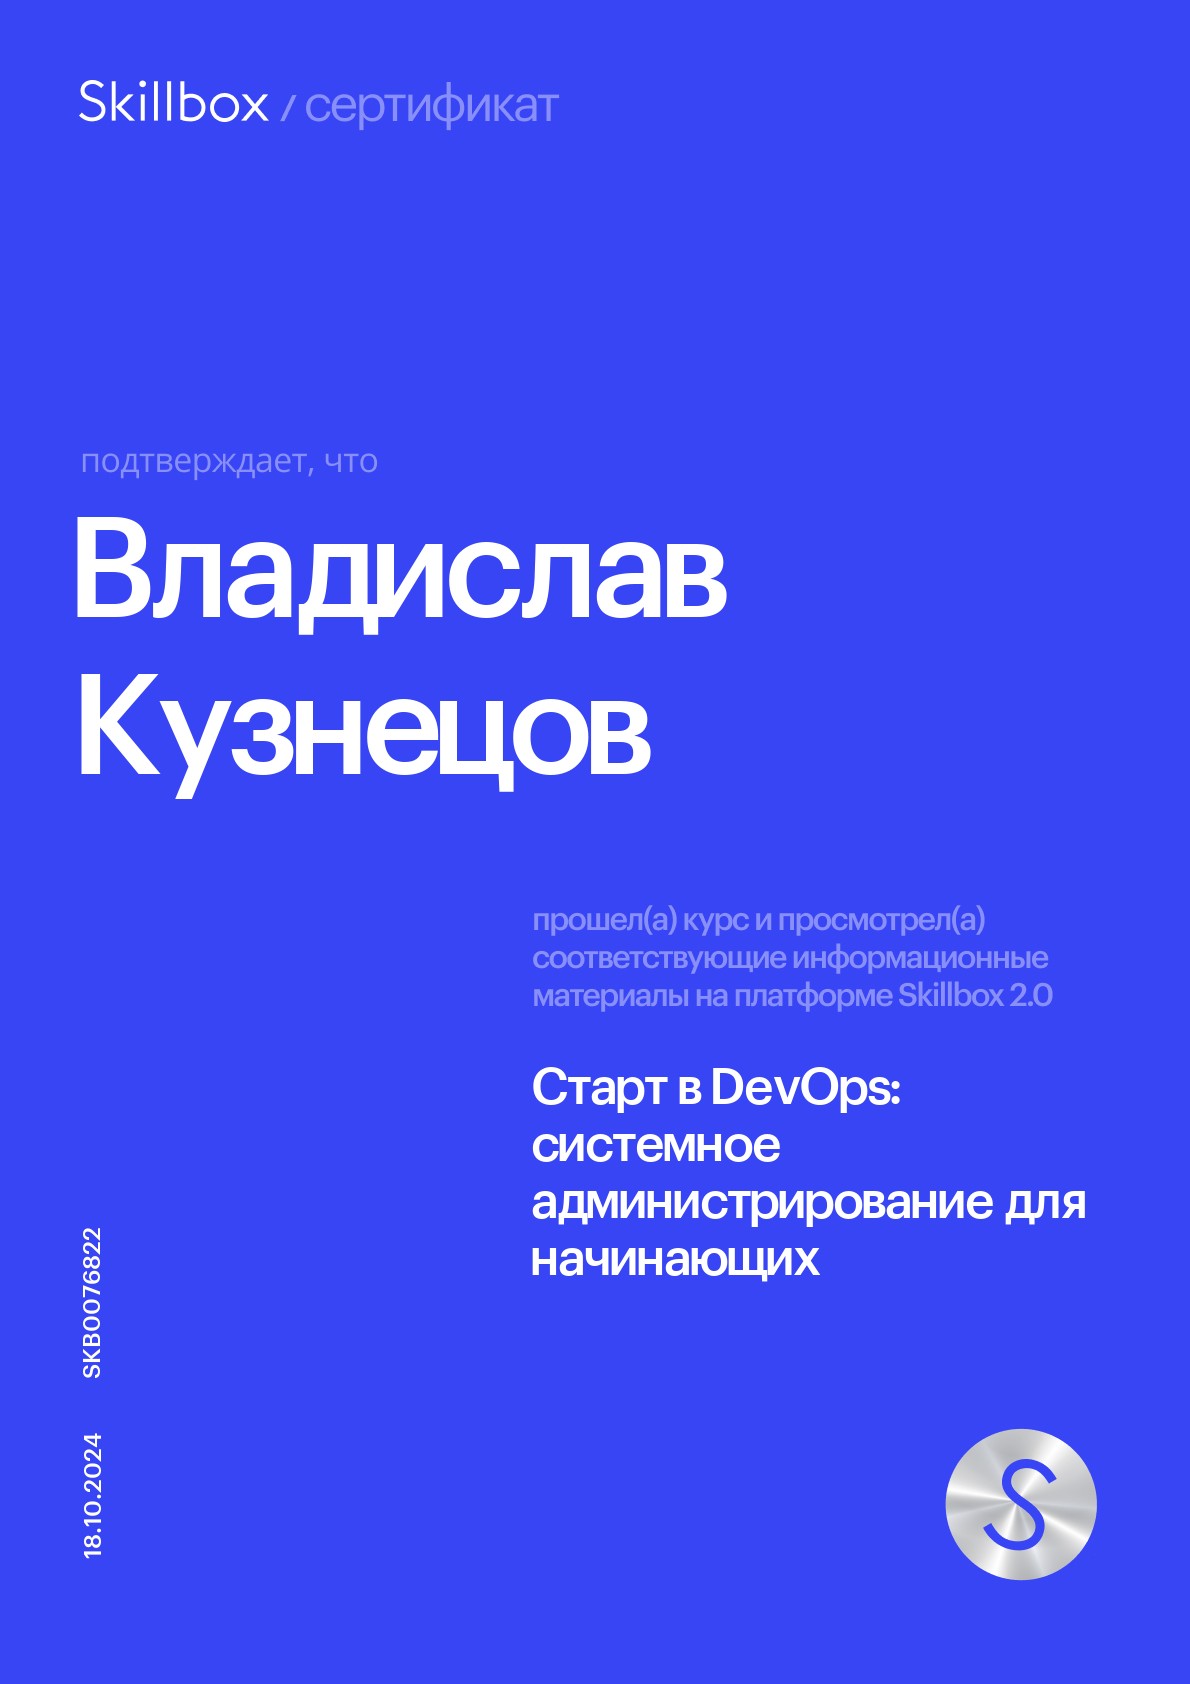 Skillbox / сертификат
подтверждает, что
Владислав
Кузнецов
прошел(а) курс и просмотрел(а)
соответствующие информационные
материалы на платформе Skillbox 2.0
Старт в DevOps:
системное
администрирование для
начинающих
SKB0076822
18.10.2024
S